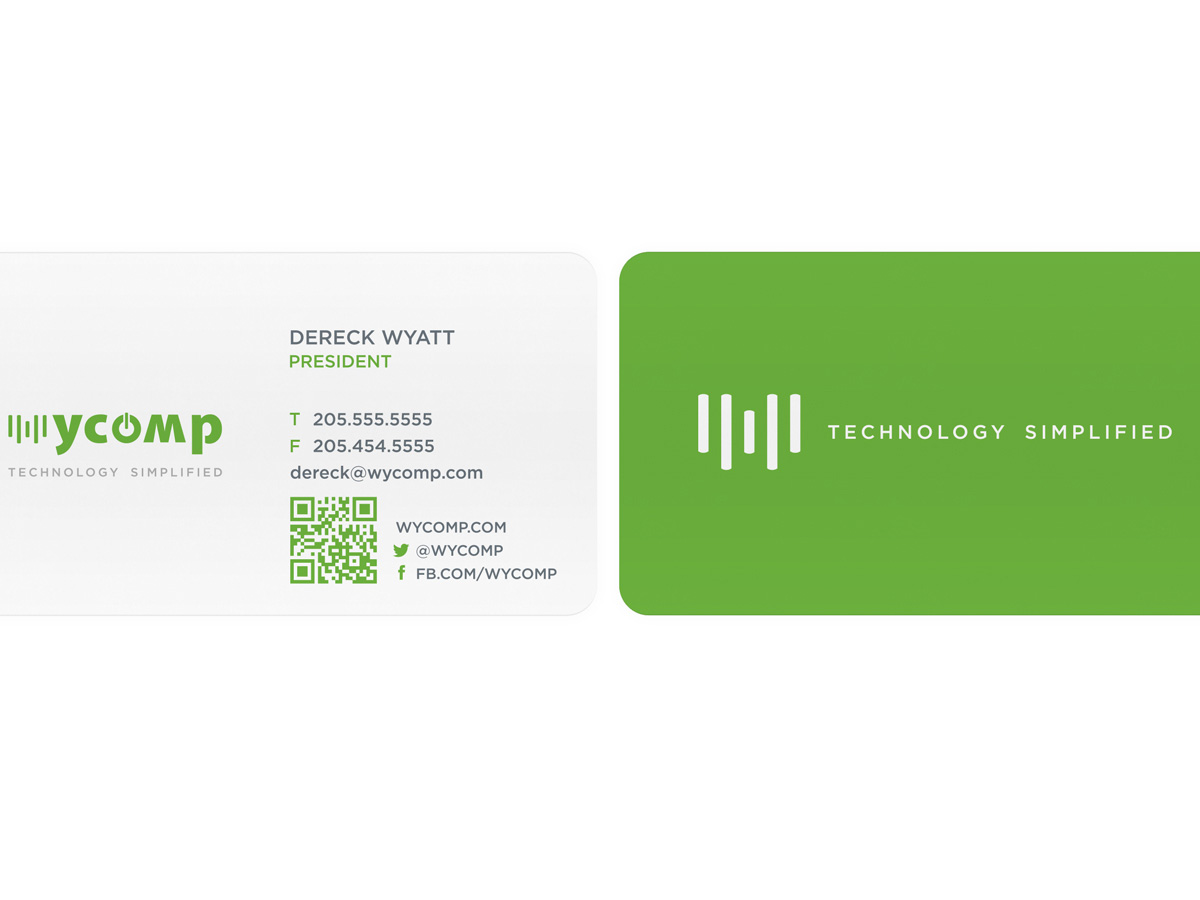 wycomp
TECHNOLOGY SIMPLIFIED
DERECK WYATT
PRESIDENT
T 205.555.5555
F 205.454.5555
dereck@wycomp.com
WYCOMP.COM
@WYCOMP
f FB.COM/WYCOMP
TECHNOLOGY SIMPLIFIED